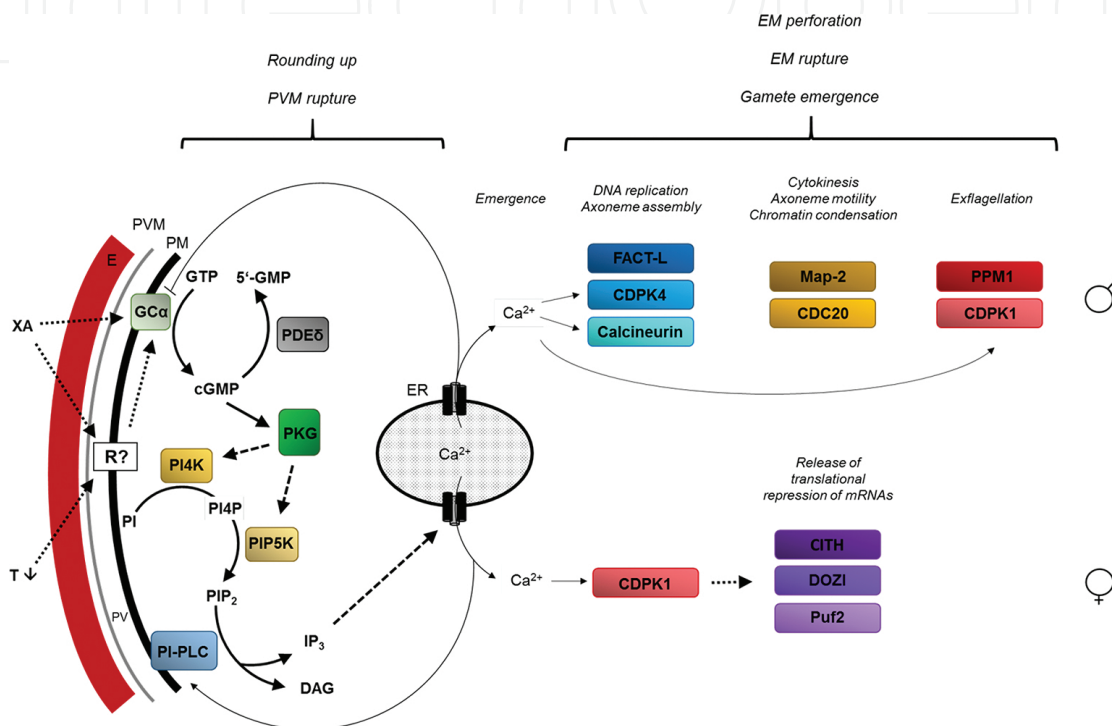 EM perforation
Rounding up
EM rupture
PVM rupture
Gamete emergence
Emergence
DNA replication
Axoneme assembly
Cytokinesis
Axoneme motility
Chromatin condensation
Exflagellation
PVM
PM
E
GTP
5‘-GMP
GCα
XA
PDEδ
cGMP
PKG
R?
PI4K
PI
PI4P
PIP5K
T
PIP2
PV
PI-PLC
IP3
DAG
ER
Ca2+
Ca2+
FACT-L
CDPK4
Calcineurin
Map-2
CDC20
PPM1
CDPK1
Release of
translational
repression of mRNAs
Ca2+
CDPK1
CITH
DOZI
Puf2